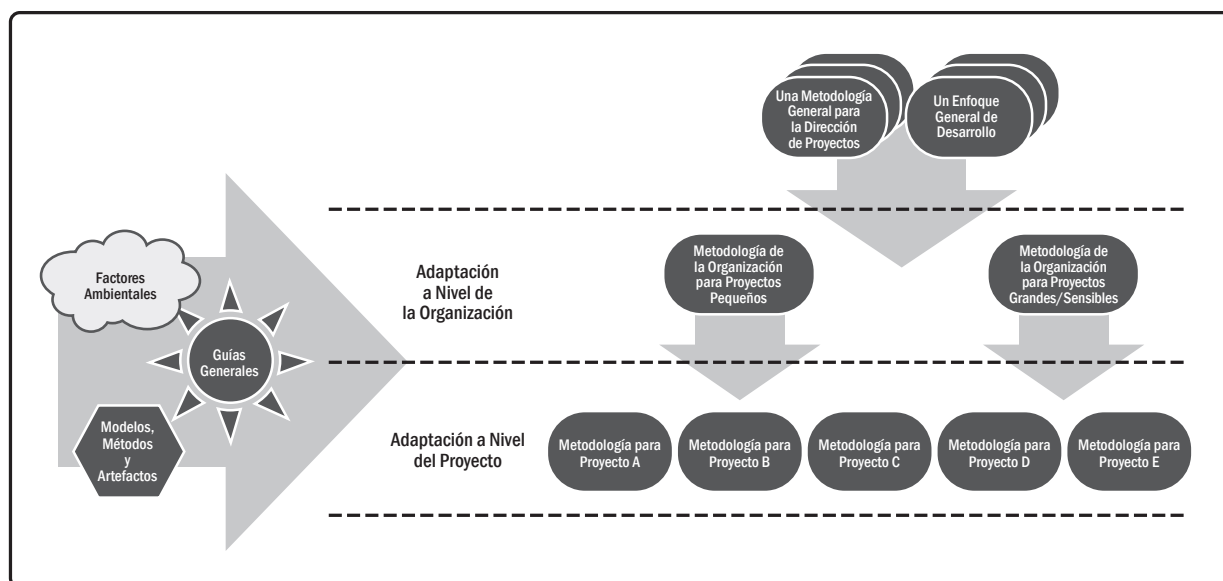 Una Metodología
General para
la Dirección
de Proyectos
Un Enfoque
General de
Desarrollo
Factores
Ambientales
Guías
Generales
Modelos,
Métodos
y
Artefactos
Adaptación
a Nivel de
la Organización
Metodología de
la Organización
para Proyectos
Pequeños
Metodología de
la Organización
para Proyectos
Grandes/Sensibles
Adaptación a Nivel
del Proyecto
Metodología para
Proyecto A
Metodología para
Proyecto B
Metodología para
Proyecto C
Metodología para
Proyecto D
Metodología para
Proyecto E